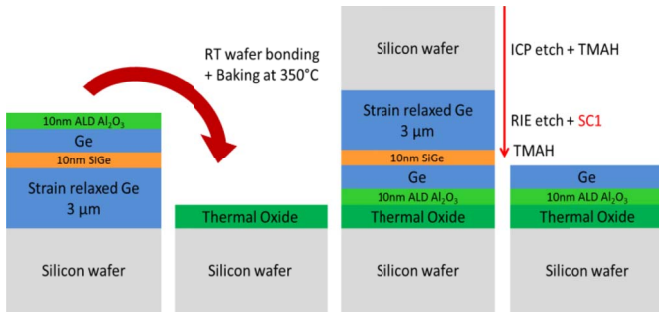 RT wafer bonding
+ Baking at 350°C
10nm ALD Al₂O₃
Ge
10nm SiGe
Strain relaxed Ge
3 µm
Silicon wafer
Thermal Oxide
Silicon wafer
Silicon wafer
Strain relaxed Ge
3 µm
10nm SiGe
Ge
10nm ALD Al₂O₃
Thermal Oxide
Silicon wafer
ICP etch + TMAH
RIE etch + SC1
TMAH
Ge
10nm ALD Al₂O₃
Thermal Oxide
Silicon wafer